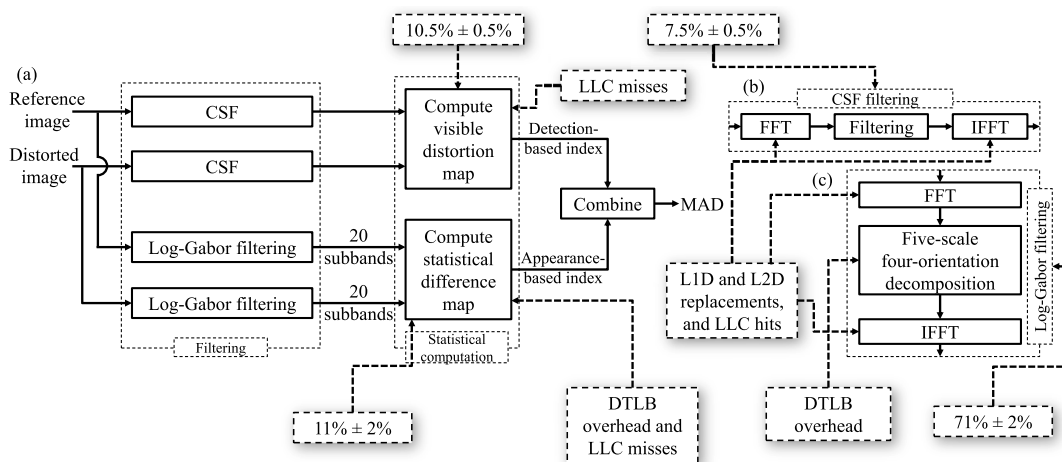 10.5% ± 0.5%
7.5% ± 0.5%
(a)
Reference
image
Distorted
image
CSF
CSF
Log-Gabor filtering
Log-Gabor filtering
Filtering
20
subbands
20
subbands
Compute
visible
distortion
map
Compute
statistical
difference
map
Statistical
computation
LLC misses
Detection-
based index
Appearance-
based index
Combine
MAD
11% ± 2%
DTLB
overhead and
LLC misses
(b)
CSF filtering
FFT
Filtering
IFFT
(c)
FFT
Five-scale
four-orientation
decomposition
IFFT
Log-Gabor filtering
L1D and L2D
replacements,
and LLC hits
DTLB
overhead
71% ± 2%